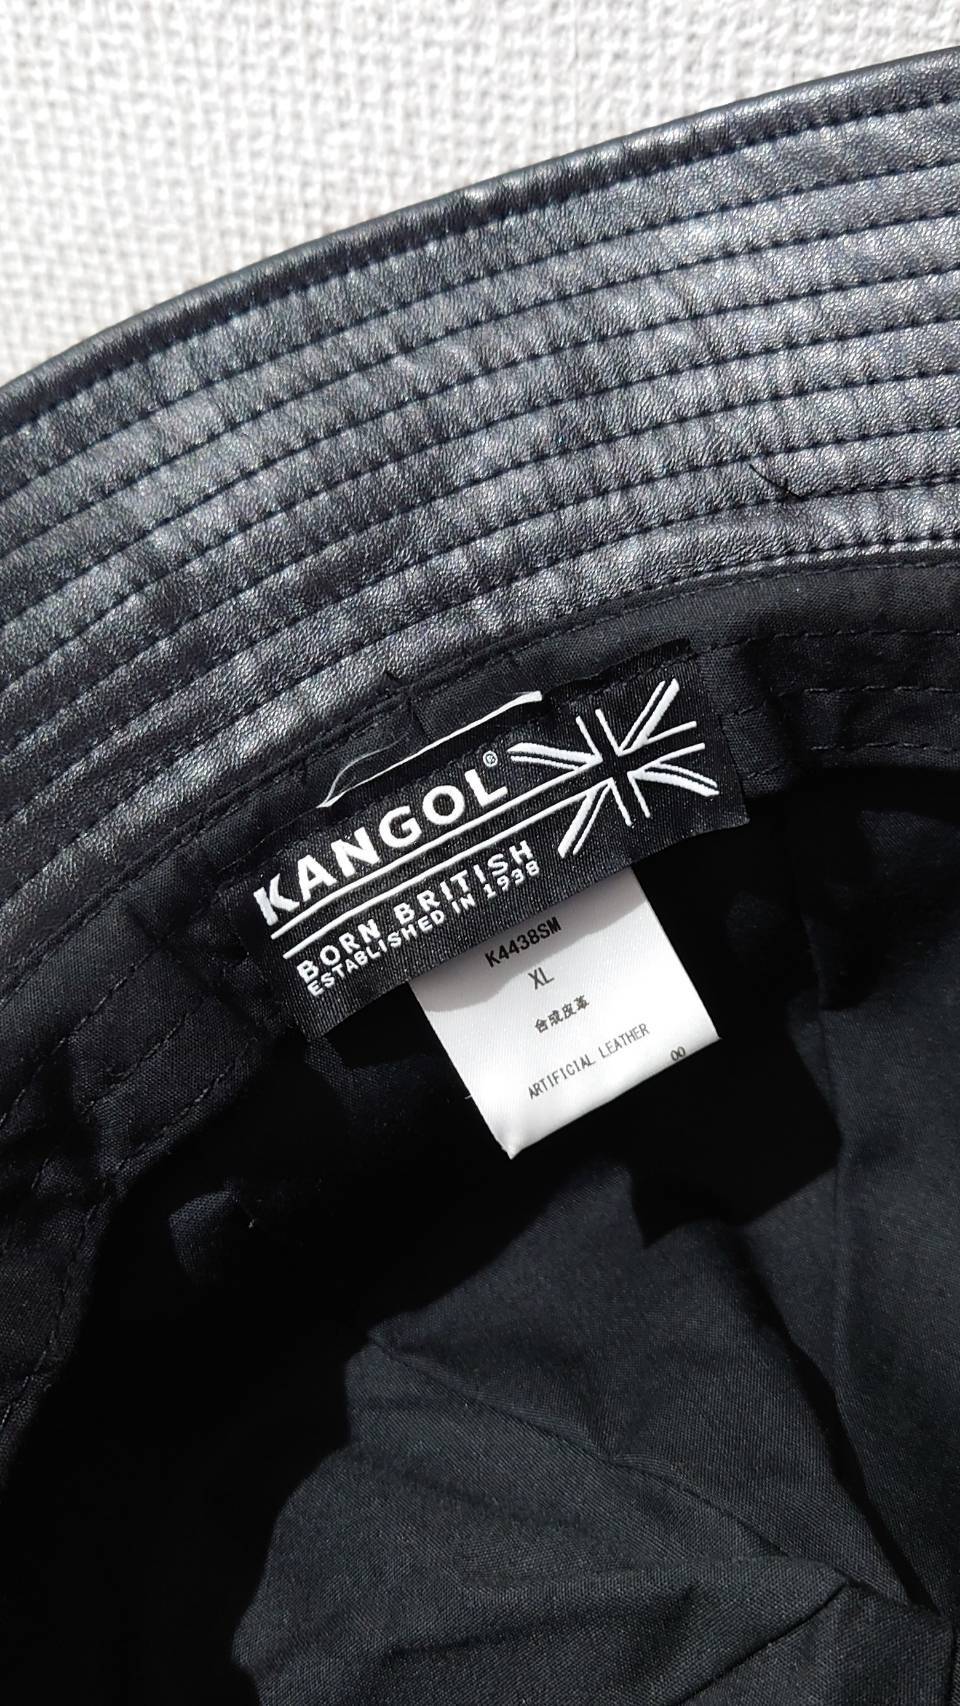 KANGOL®
BORN BRITISH
ESTABLISHED IN 1938
K4438SM
XL
合成皮革
ARTIFICIAL LEATHER
00